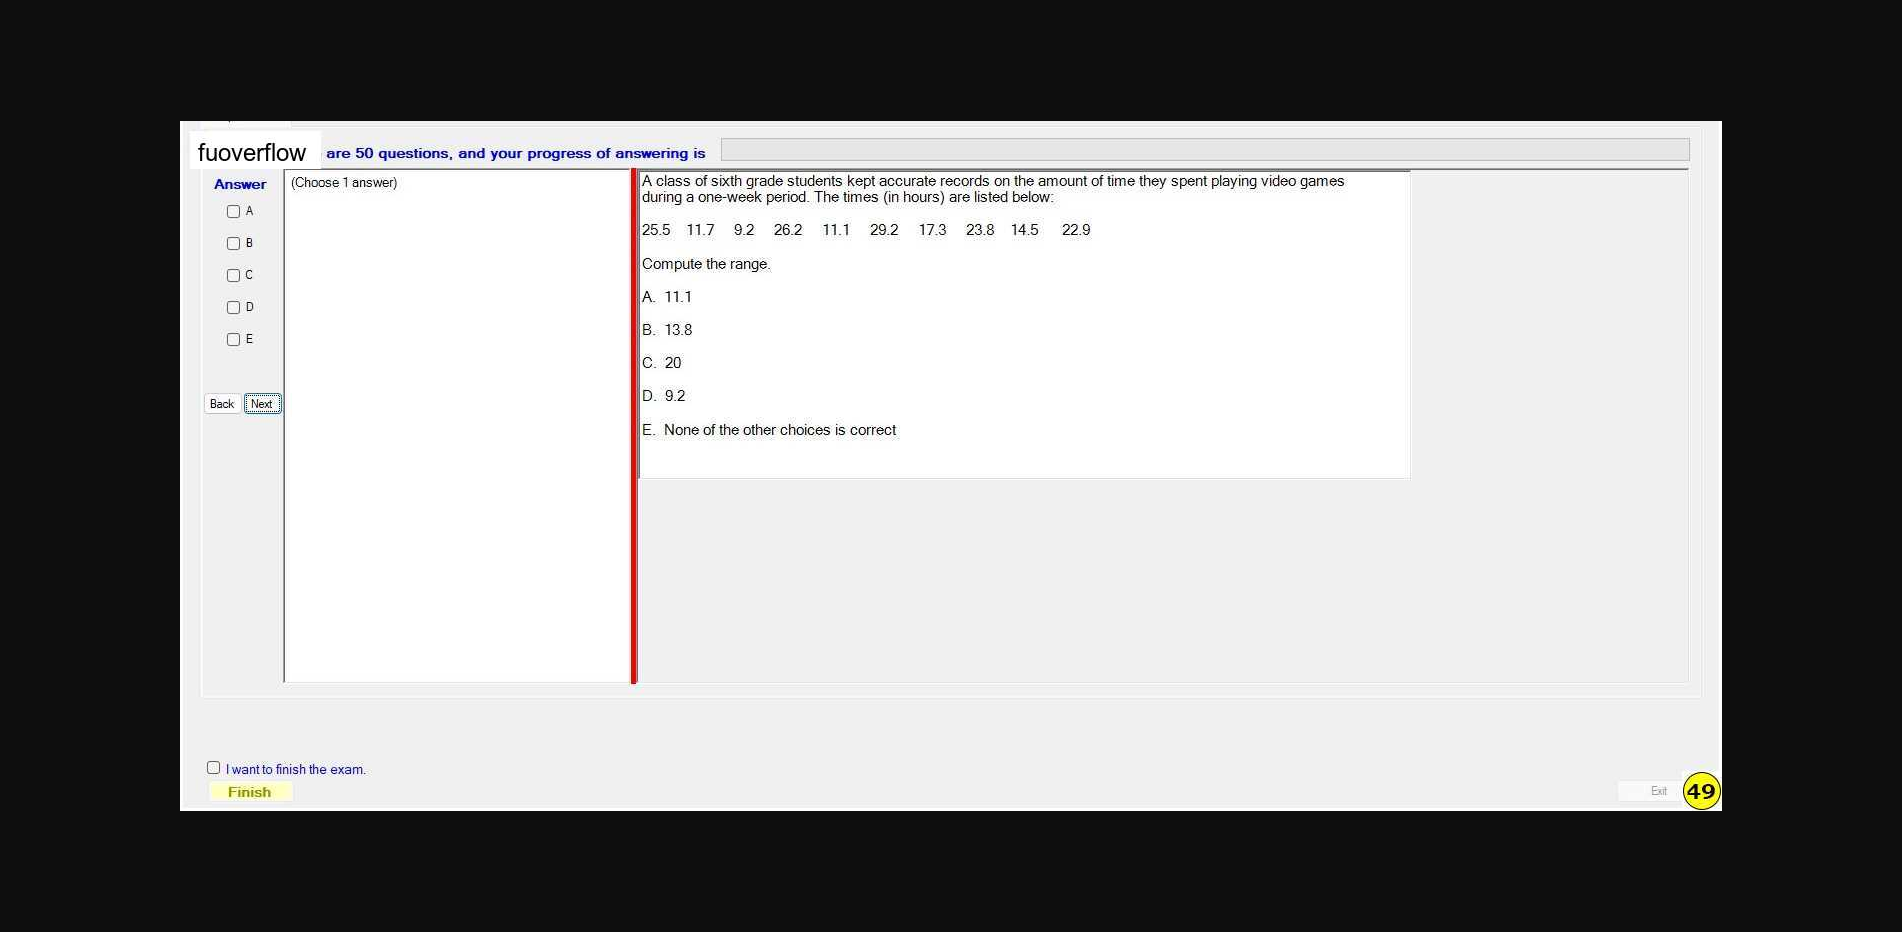 fuoverflow are 50 questions, and your progress of answering is
Answer
A
B
C
D
E
Back Next
(Choose 1 answer)
A class of sixth grade students kept accurate records on the amount of time they spent playing video games
during a one-week period. The times (in hours) are listed below:
25.5 11.7 9.2 26.2 11.1 29.2 17.3 23.8 14.5 22.9
Compute the range.
A. 11.1
B. 13.8
C. 20
D. 9.2
E. None of the other choices is correct
I want to finish the exam.
Finish
Exit
49